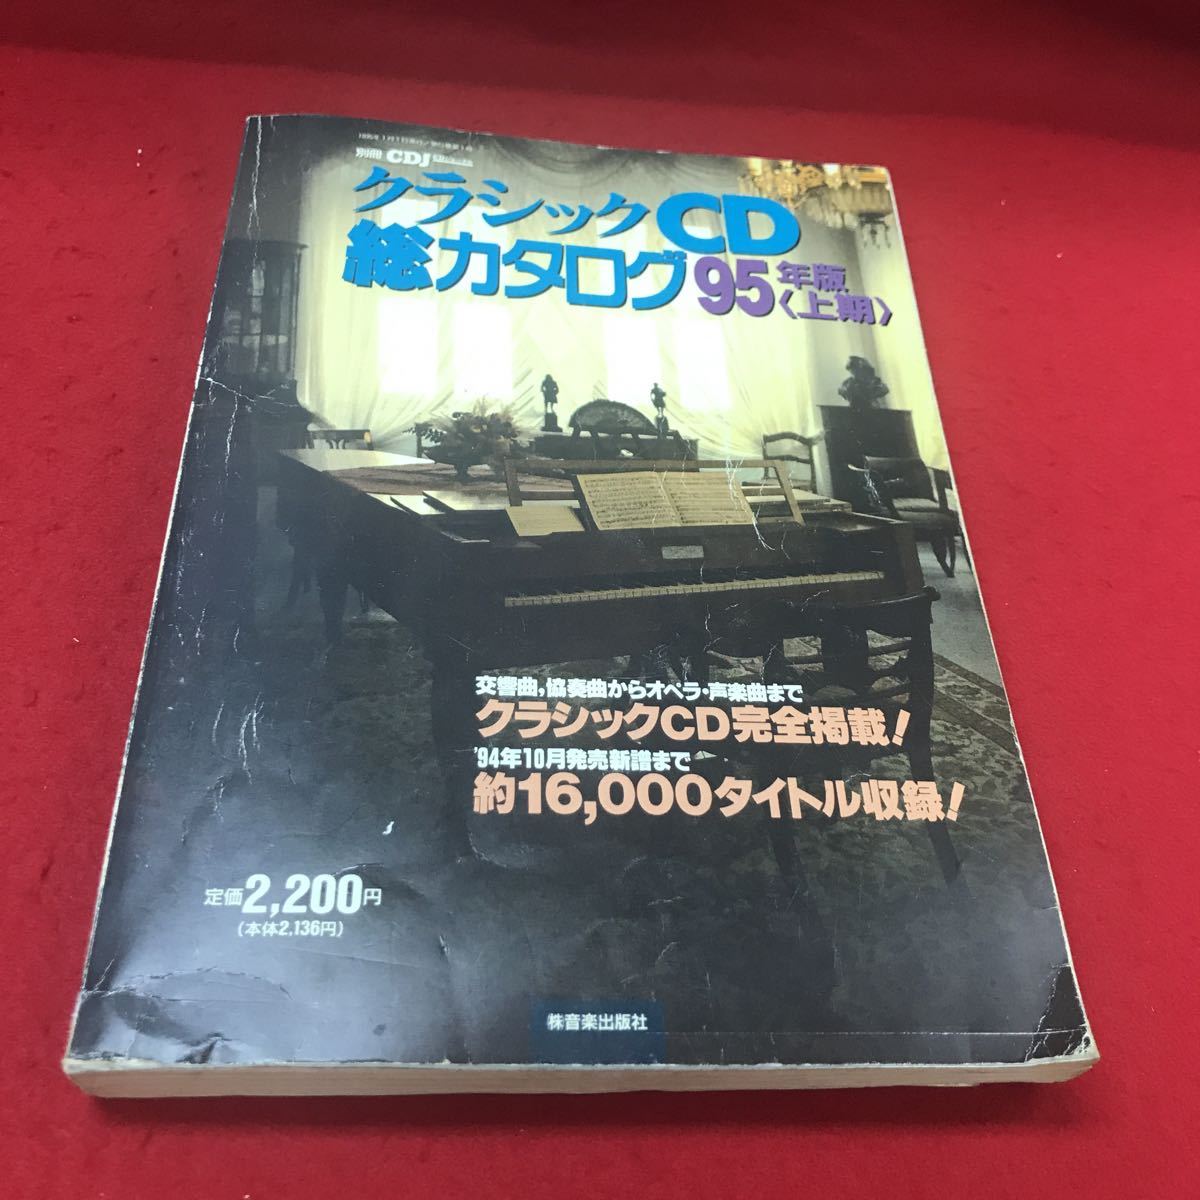 別冊 CDJ
クラシックCD
総カタログ95年版〈上期〉
交響曲,協奏曲からオペラ・声楽曲まで
クラシックCD完全掲載!
'94年10月発売新譜まで
約16,000タイトル収録!
定価2,200円
(本体2,136円)
㈱音楽出版社